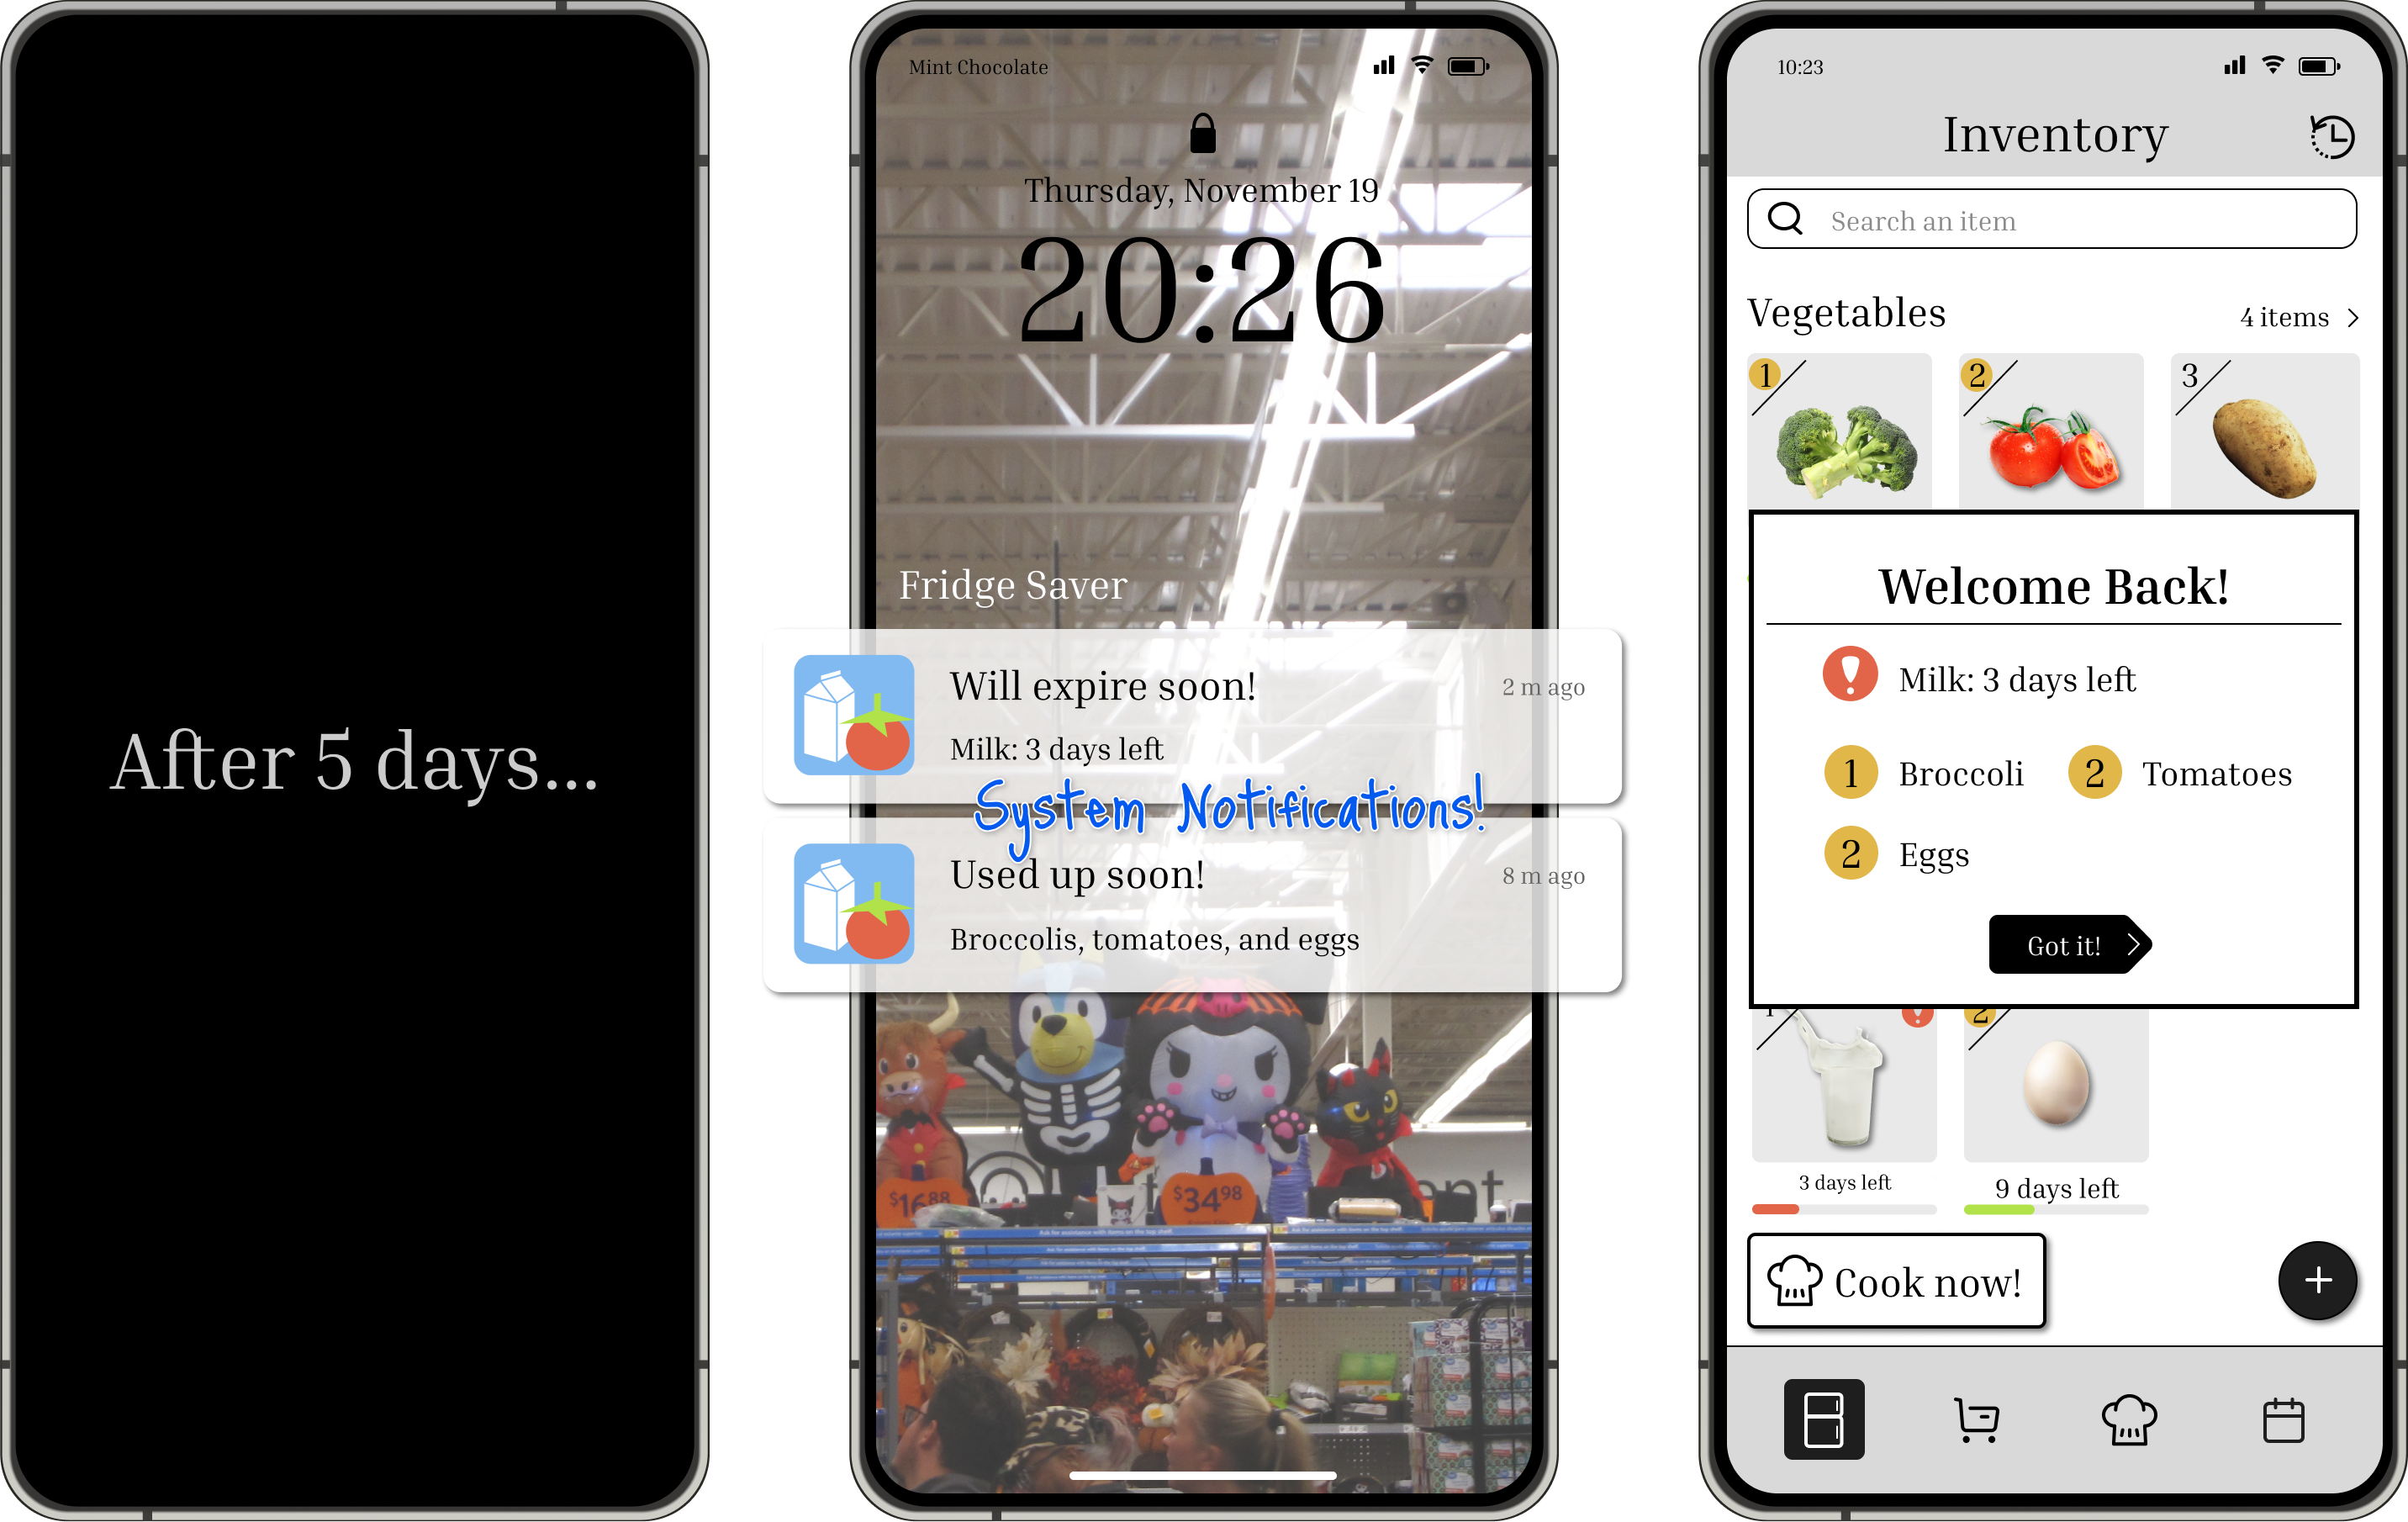 After 5 days...
Mint Chocolate
Thursday, November 19
20:26
Fridge Saver
Will expire soon!
2 m ago
Milk: 3 days left
System Notifications!
Used up soon!
8 m ago
Broccolis, tomatoes, and eggs
$16.88
$34.98
10:23
Inventory
Search an item
Vegetables
4 items
1
2
3
Welcome Back!
Milk: 3 days left
1 Broccoli
2 Tomatoes
2 Eggs
Got it!
2
3 days left
9 days left
Cook now!